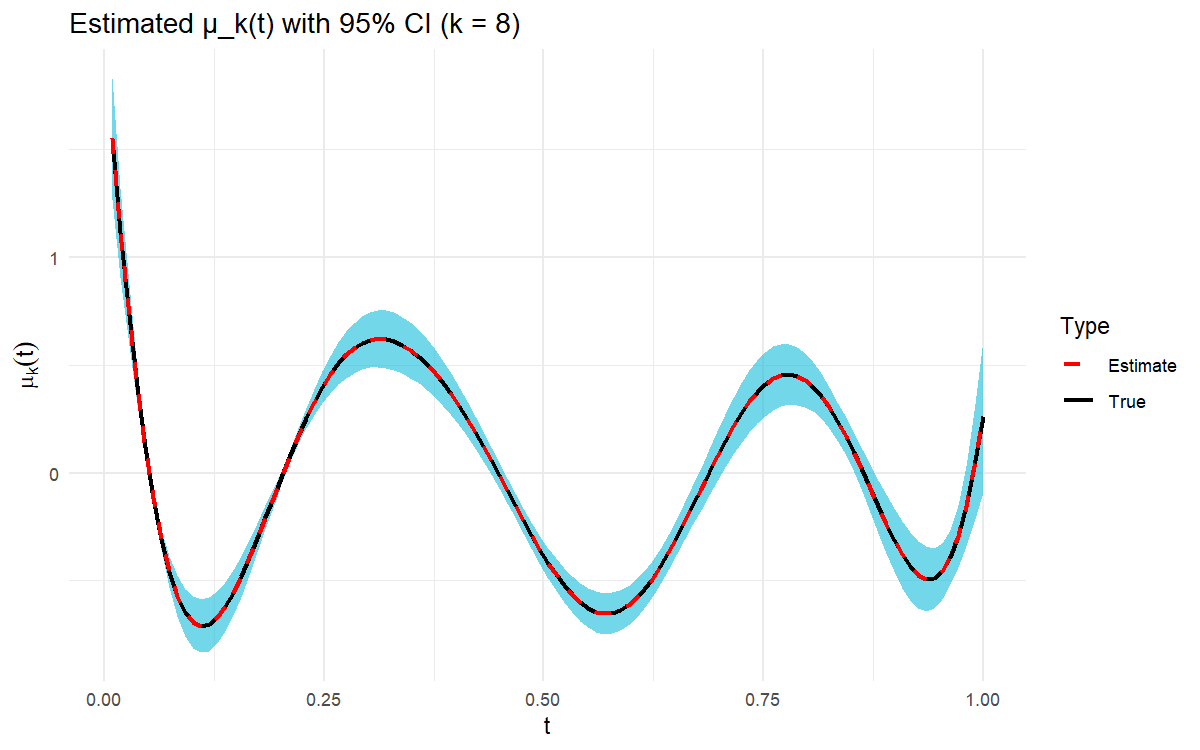 Estimated μ_k(t) with 95% CI (k = 8)
μₖ(t)
1
0
0.00 0.25 0.50 0.75 1.00
t
Type
Estimate
True